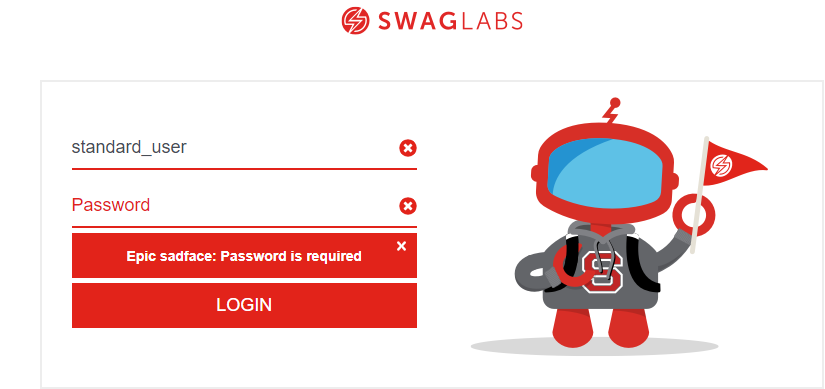 SWAGLABS
standard_user
Password
Epic sadface: Password is required
LOGIN
S